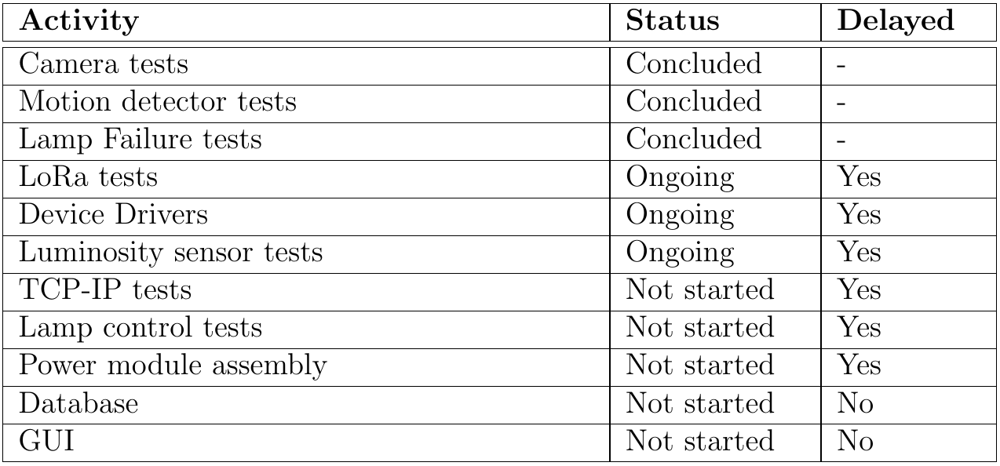 Activity Status Delayed
Camera tests Concluded -
Motion detector tests Concluded -
Lamp Failure tests Concluded -
LoRa tests Ongoing Yes
Device Drivers Ongoing Yes
Luminosity sensor tests Ongoing Yes
TCP-IP tests Not started Yes
Lamp control tests Not started Yes
Power module assembly Not started Yes
Database Not started No
GUI Not started No